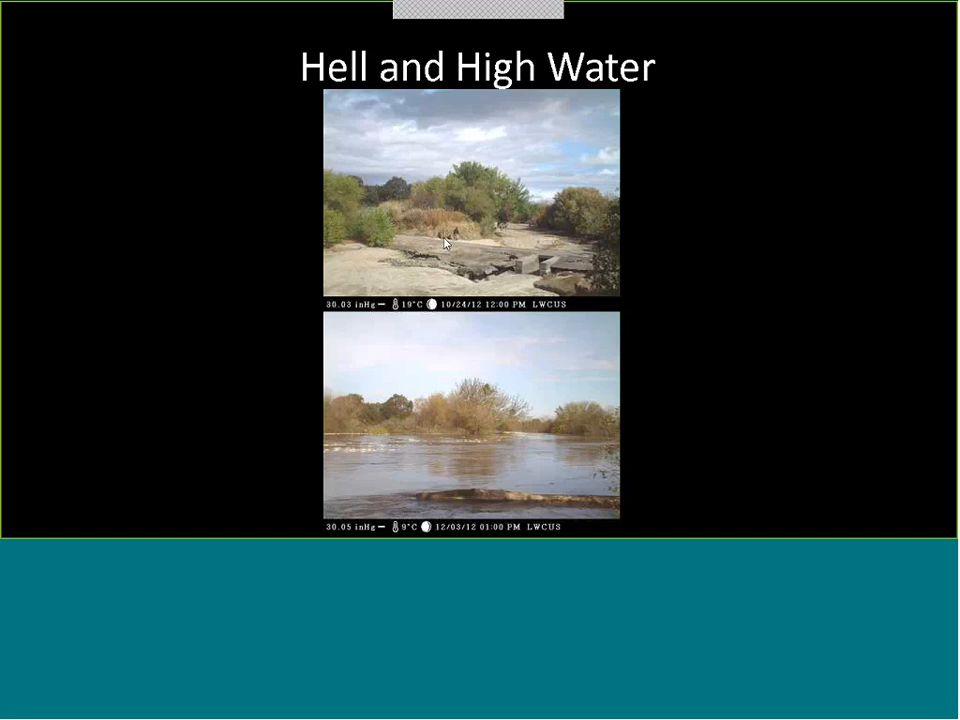 Hell and High Water
30.03 inHg 19°C 10/24/12 12:00 PM LWCUS
30.05 inHg 9°C 12/03/12 01:00 PM LWCUS